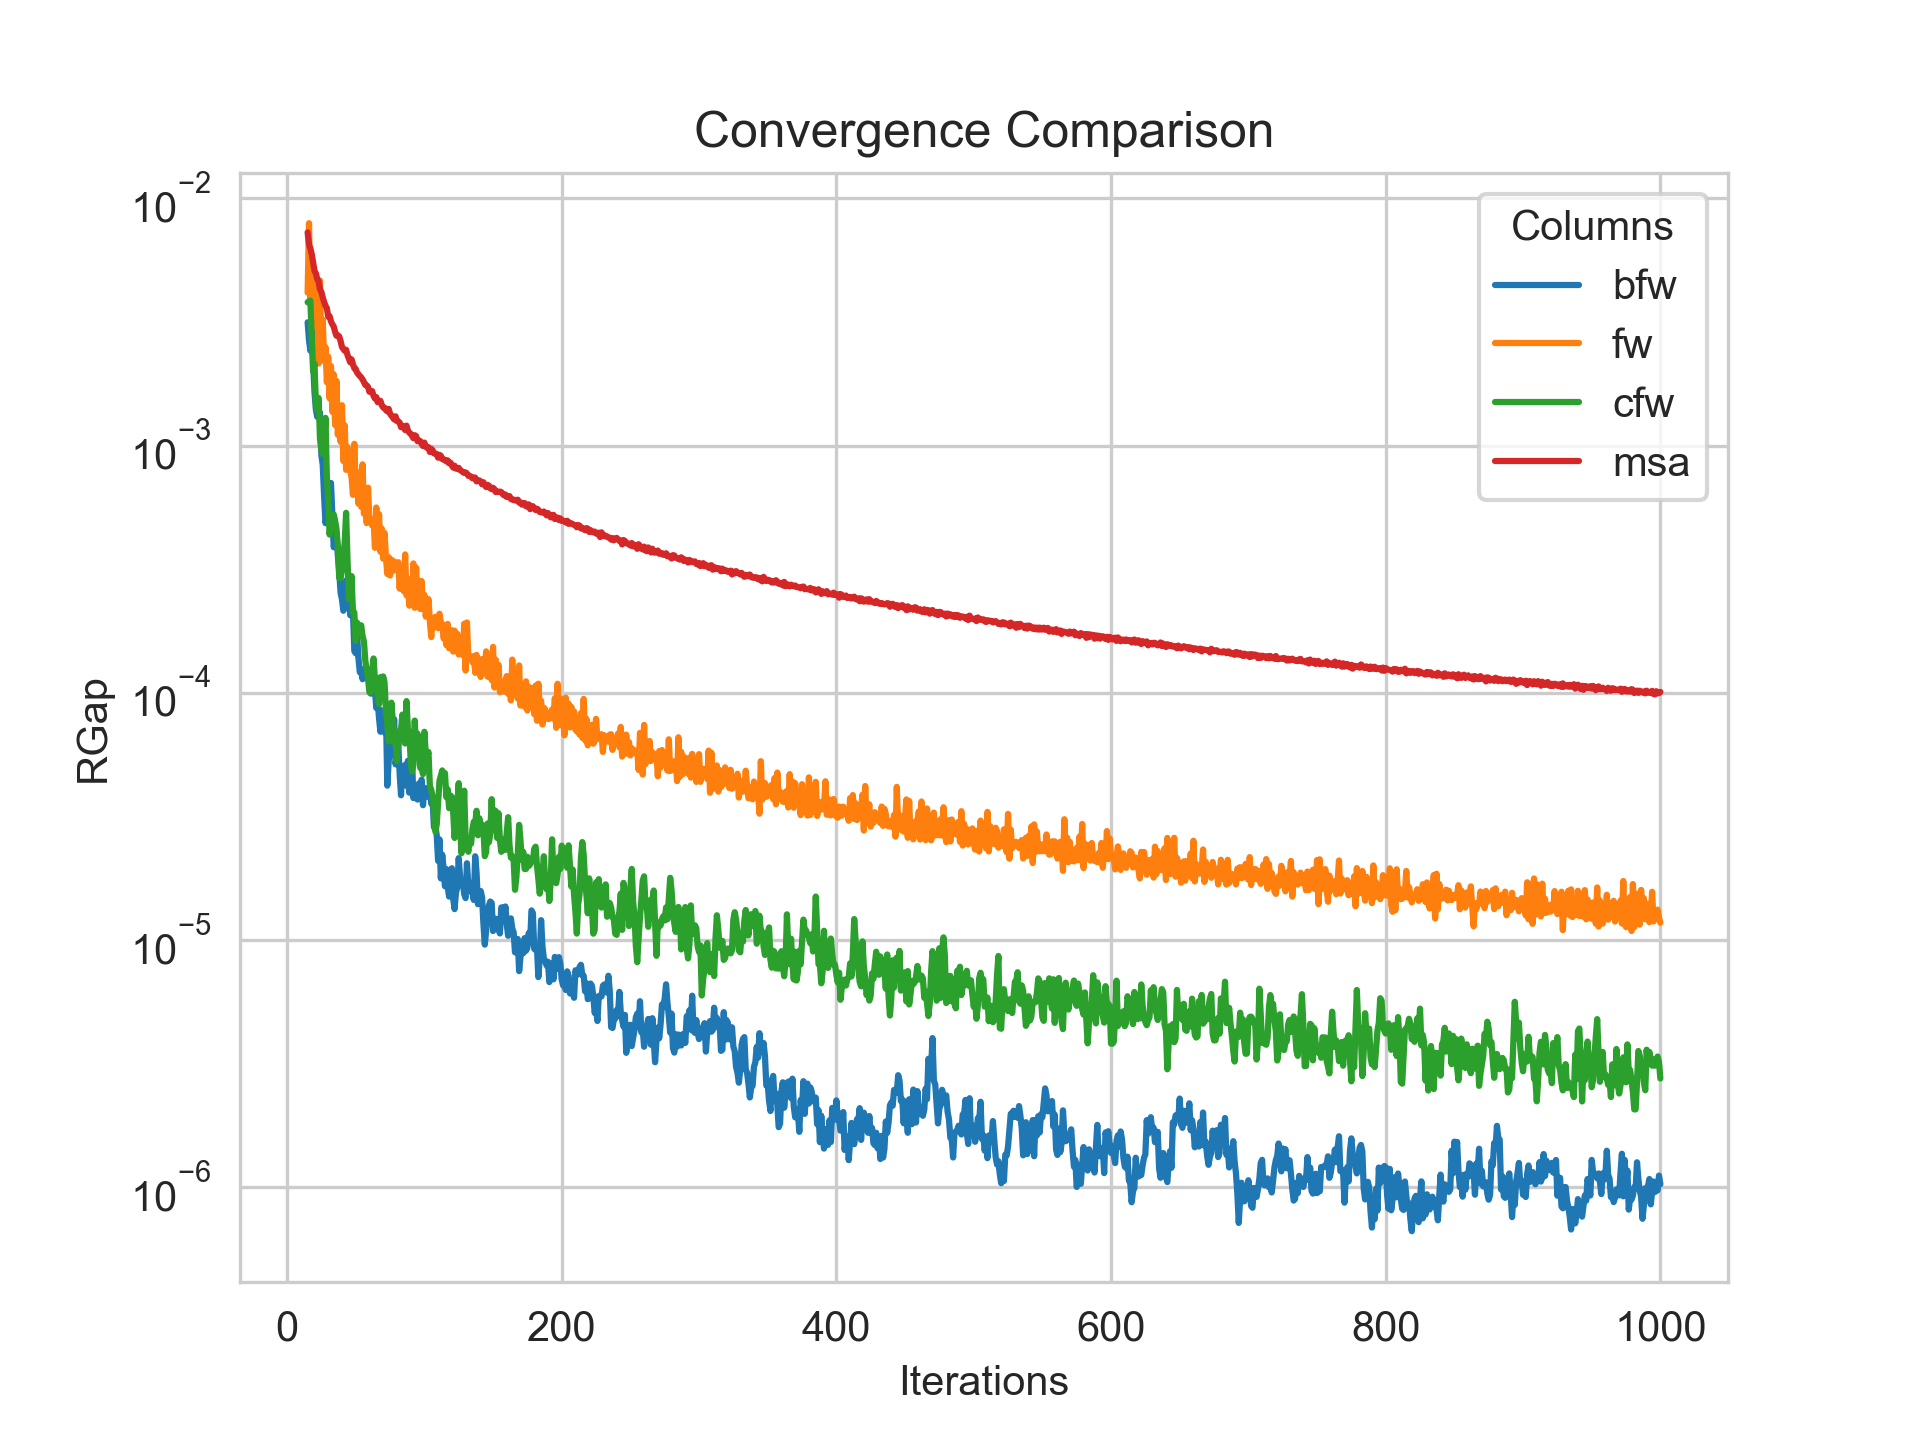 Convergence Comparison
10⁻²
10⁻³
10⁻⁴
10⁻⁵
10⁻⁶
RGap
Columns
bfw
fw
cfw
msa
0 200 400 600 800 1000
Iterations